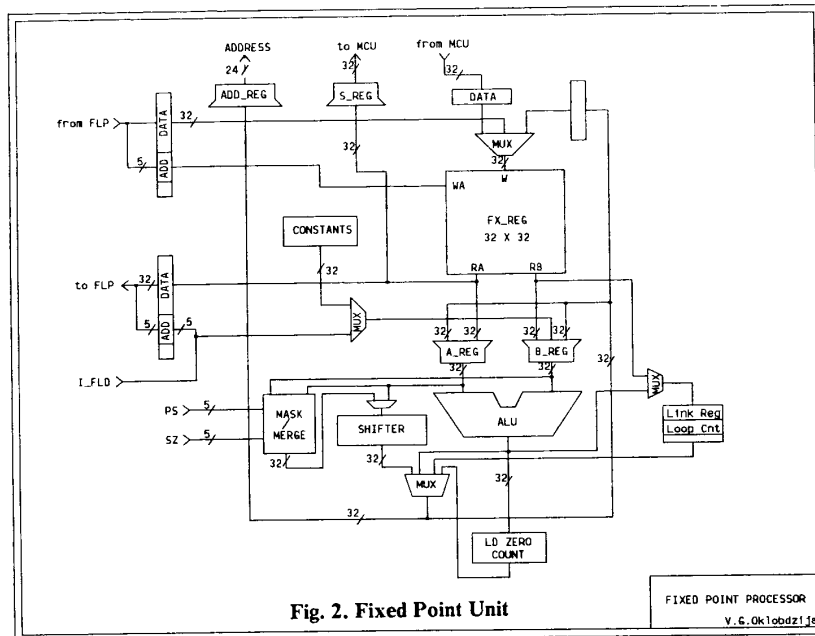 ADDRESS
to MCU
from MCU
24
32
32
ADD_REG
S_REG
DATA
from FLP
DATA
32
MUX
5
ADD
32
32
W
WA
FX_REG
32 X 32
CONSTANTS
RA
RB
32
to FLP
32
DATA
5
ADD
5
MUX
32
32
32
32
A_REG
B_REG
I_FLD
32
32
32
MUX
PS
5
MASK
/
MERGE
SHIFTER
ALU
Link Reg
Loop Cnt
SZ
5
32
32
MUX
32
32
LD ZERO
COUNT
Fig. 2. Fixed Point Unit
FIXED POINT PROCESSOR
V.G.Oklobdzija